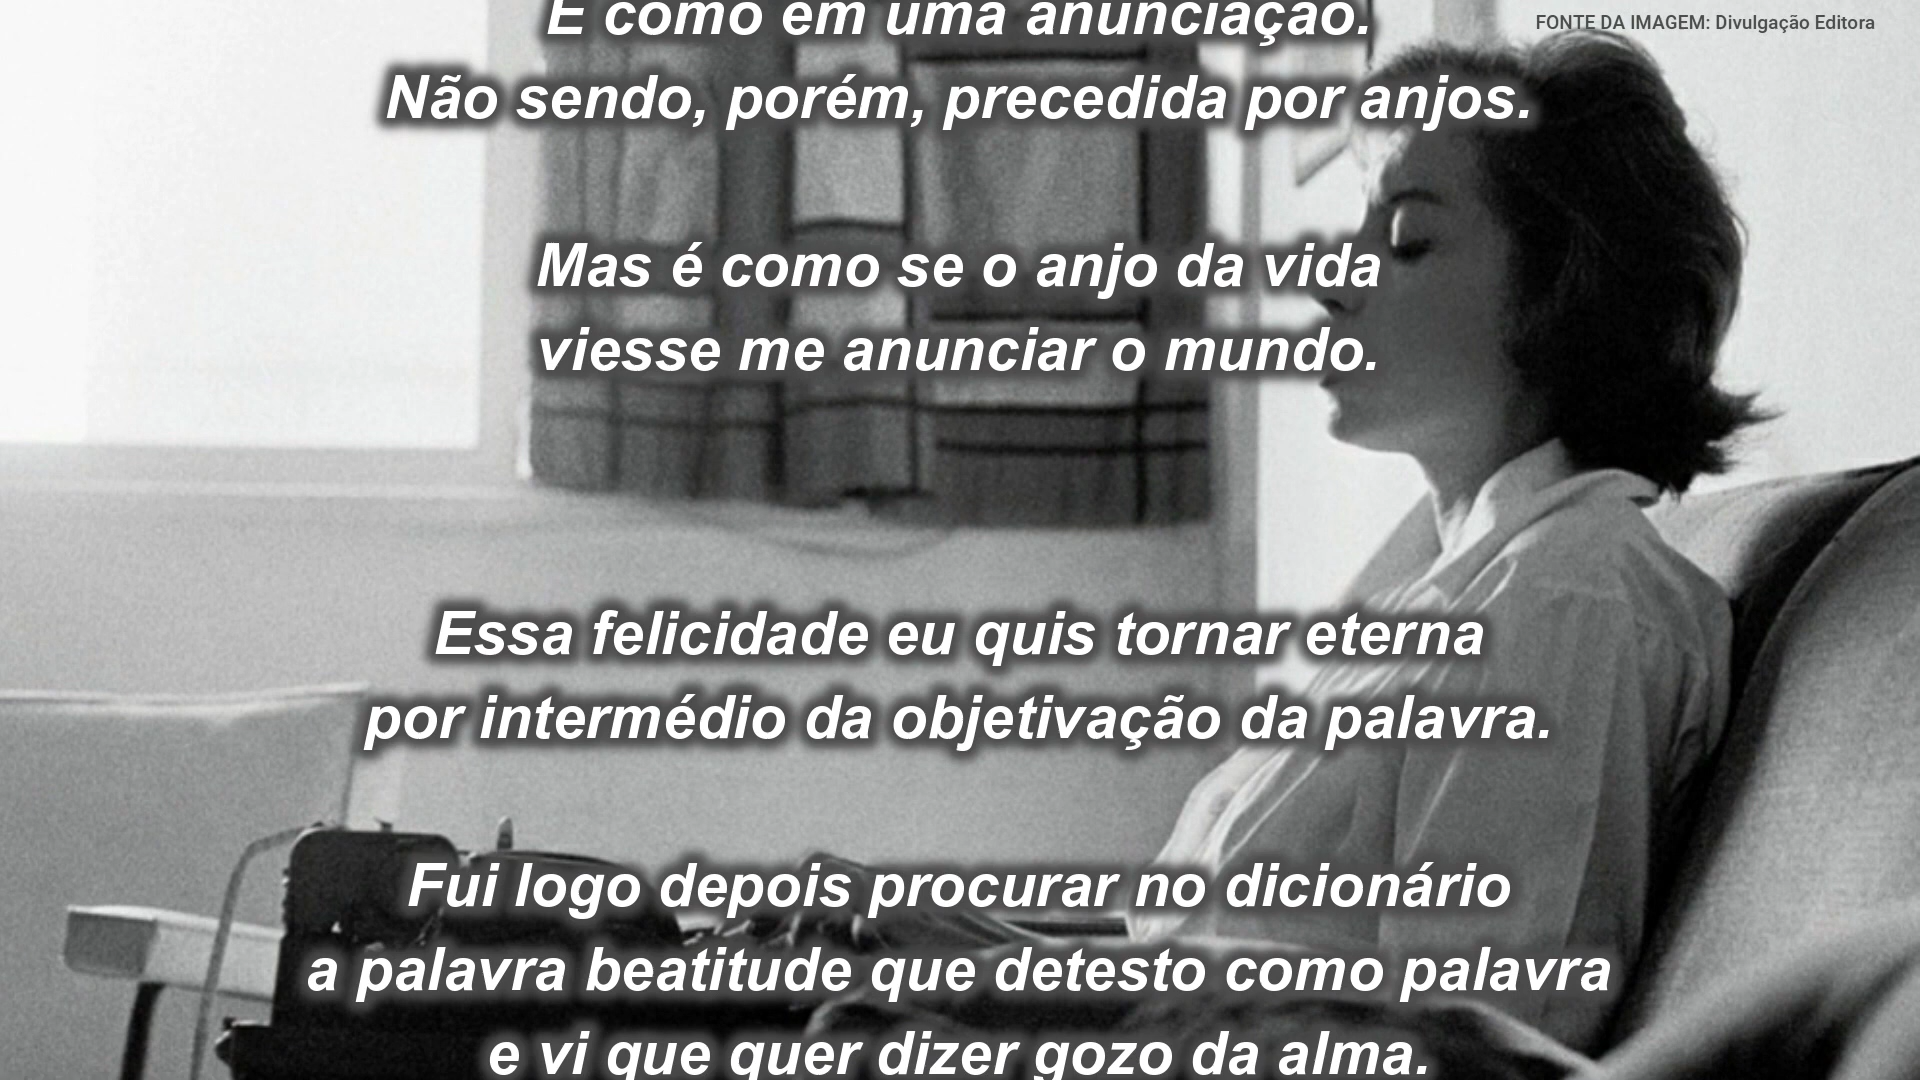 FONTE DA IMAGEM: Divulgação Editora
É como em uma anunciação.
Não sendo, porém, precedida por anjos.
Mas é como se o anjo da vida
viesse me anunciar o mundo.
Essa felicidade eu quis tornar eterna
por intermédio da objetivação da palavra.
Fui logo depois procurar no dicionário
a palavra beatitude que detesto como palavra
e vi que quer dizer gozo da alma.